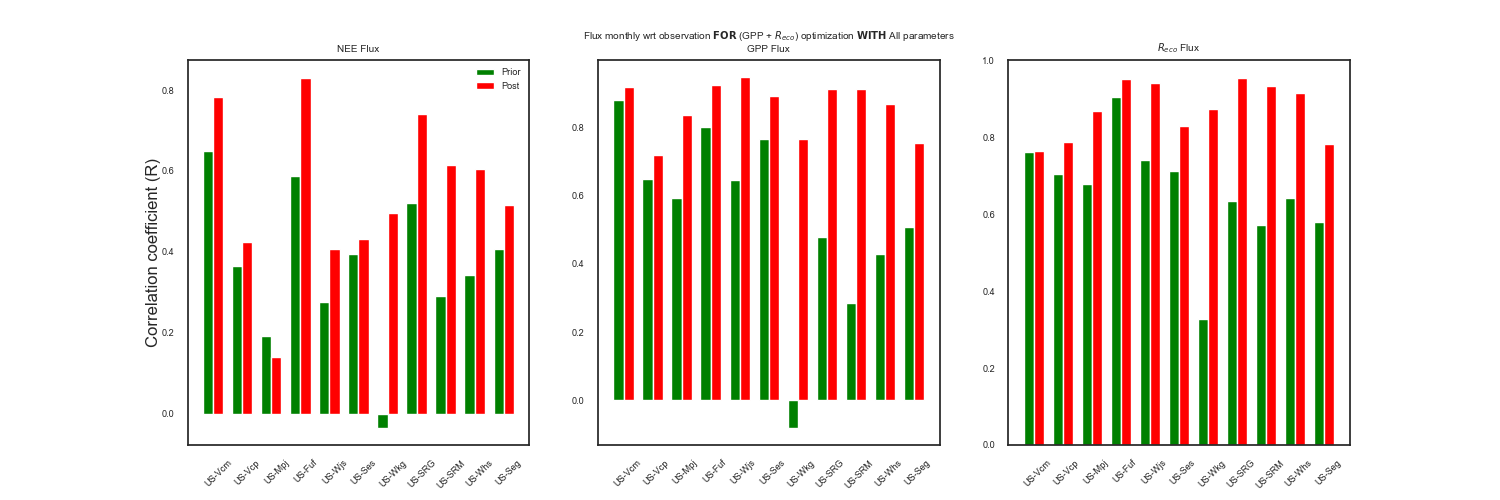 Flux monthly wrt observation FOR (GPP + R_eco) optimization WITH All parameters
NEE Flux
GPP Flux
R_eco Flux
Prior
Post
Correlation coefficient (R)
0.8
0.6
0.4
0.2
0.0
US-Vcm
US-Vcp
US-Mpj
US-Fuf
US-Wjs
US-Ses
US-Wkg
US-SRG
US-SRM
US-Whs
US-Seg
0.8
0.6
0.4
0.2
0.0
US-Vcm
US-Vcp
US-Mpj
US-Fuf
US-Wjs
US-Ses
US-Wkg
US-SRG
US-SRM
US-Whs
US-Seg
1.0
0.8
0.6
0.4
0.2
0.0
US-Vcm
US-Vcp
US-Mpj
US-Fuf
US-Wjs
US-Ses
US-Wkg
US-SRG
US-SRM
US-Whs
US-Seg